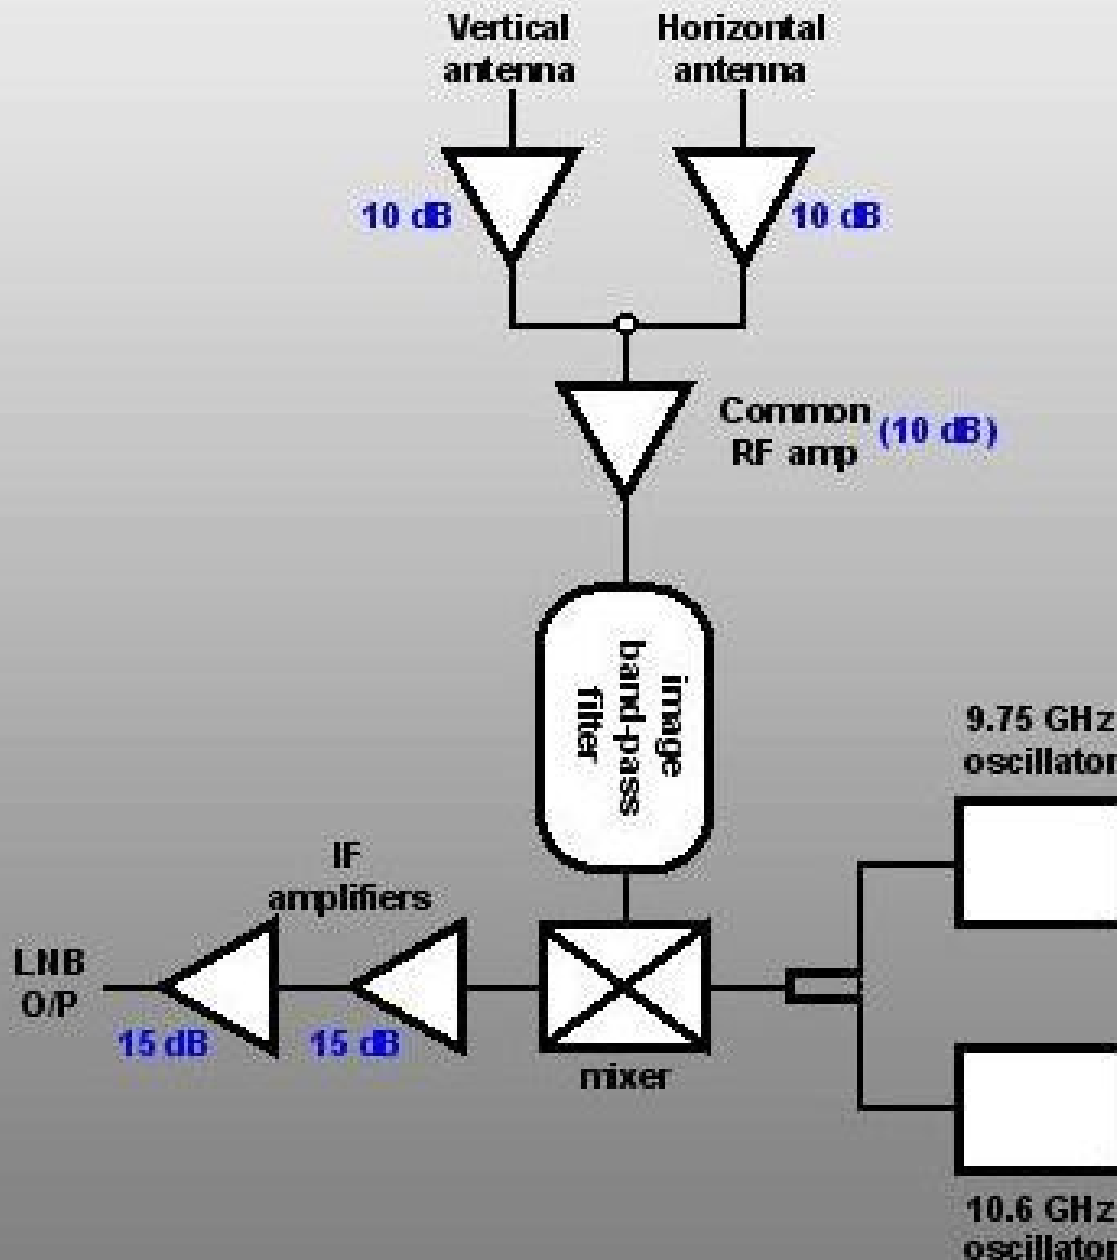 Vertical
antenna
Horizontal
antenna
10 dB
10 dB
Common
RF amp
(10 dB)
image
band-pass
filter
9.75 GHz
oscillator
IF
amplifiers
LNB
O/P
15 dB
15 dB
mixer
10.6 GHz
oscillator